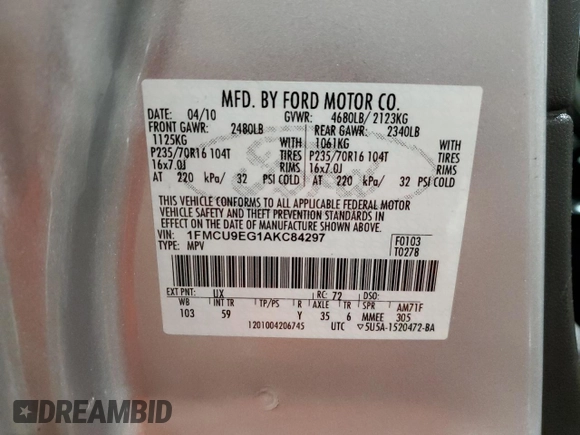 MFD. BY FORD MOTOR CO.
DATE: 04/10 GVWR: 4680LB/ 2123KG
FRONT GAWR: 2480LB REAR GAWR: 2340LB
1125KG WITH 1061KG WITH
P235/70R16 104T TIRES P235/70R16 104T TIRES
16x7.0J RIMS 16x7.0J RIMS
AT 220 kPa/ 32 PSI COLD AT 220 kPa/ 32 PSI COLD
THIS VEHICLE CONFORMS TO ALL APPLICABLE FEDERAL MOTOR
VEHICLE SAFETY AND THEFT PREVENTION STANDARDS IN
EFFECT ON THE DATE OF MANUFACTURE SHOWN ABOVE.
VIN: 1FMCU9EG1AKC84297 F0103
TYPE: MPV T0278
EXT PNT: UX RC: 72 DSO:
WB INT TR TP/PS R AXLE TR SPR AM71F
103 59 Y 35 6 MMEE 305
1201004206745 UTC ▽5U5A-1520472-BA
Ford
DREAMBID